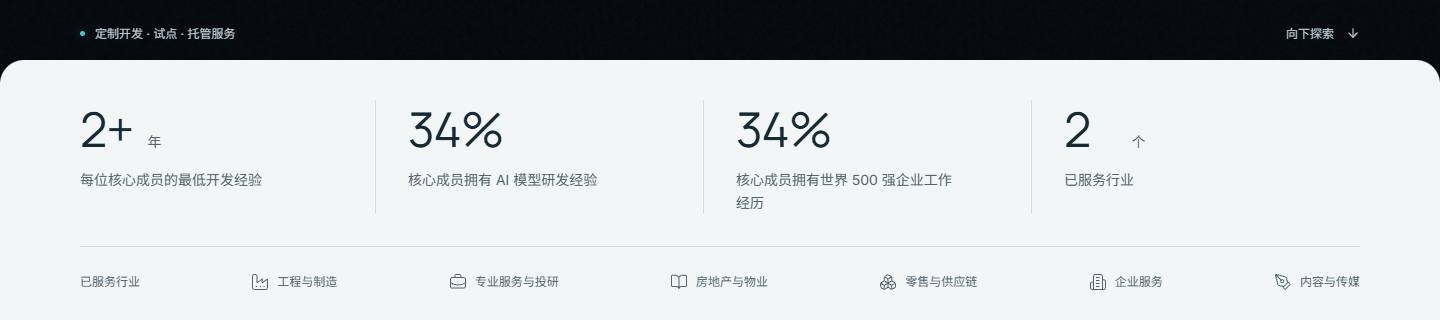 定制开发 · 试点 · 托管服务
向下探索
2+ 年
每位核心成员的最低开发经验
34%
核心成员拥有 AI 模型研发经验
34%
核心成员拥有世界 500 强企业工作
经历
2 个
已服务行业
已服务行业
工程与制造
专业服务与投研
房地产与物业
零售与供应链
企业服务
内容与传媒